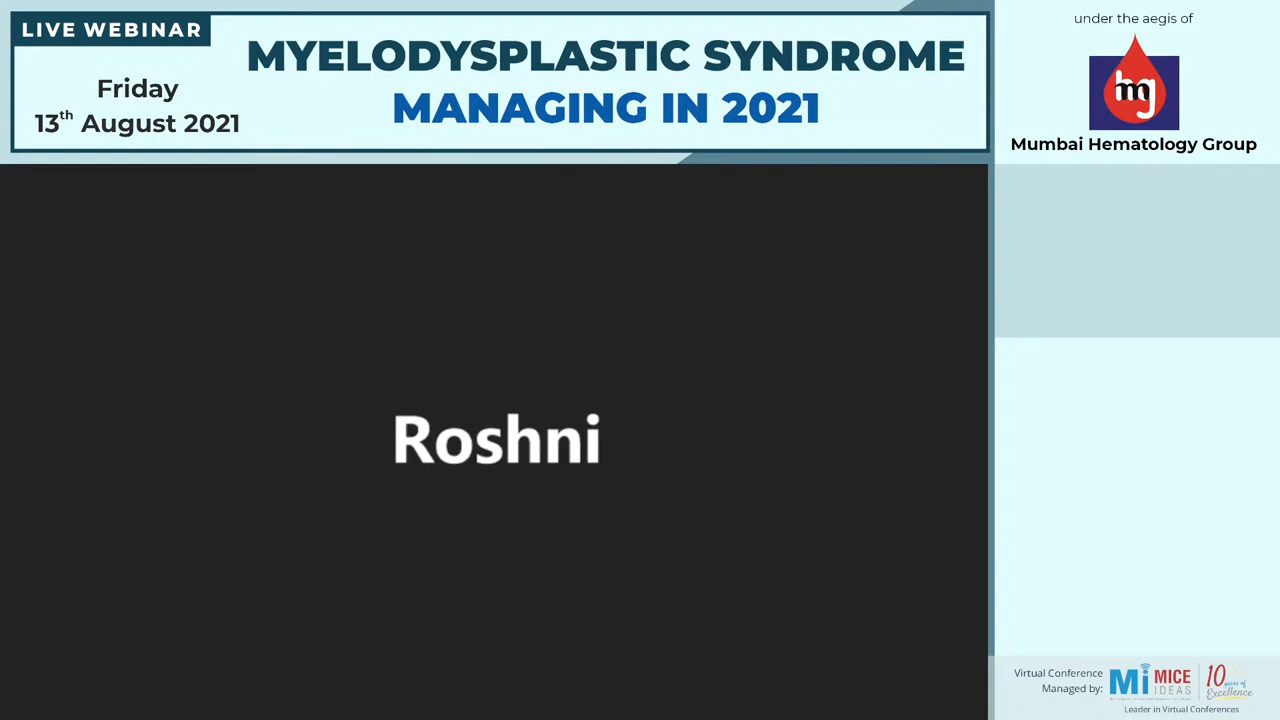 LIVE WEBINAR
Friday
13th August 2021
MYELODYSPLASTIC SYNDROME
MANAGING IN 2021
under the aegis of
hmg
Mumbai Hematology Group
Roshni
Virtual Conference
Managed by:
Mi MICE IDEAS
10 years of Excellence
Leader in Virtual Conferences